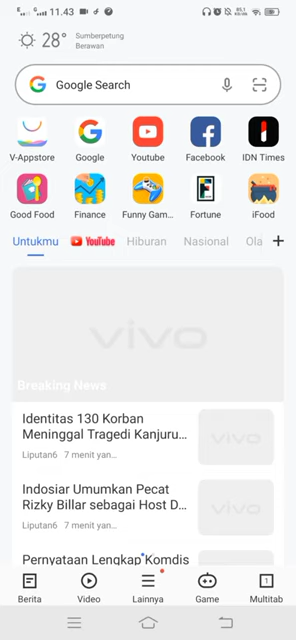 11.43
28°
Sumberpetung
Berawan
Google Search
V-Appstore
Google
Youtube
Facebook
IDN Times
Good Food
Finance
Funny Gam...
Fortune
iFood
Untukmu
YouTube
Hiburan
Nasional
Ola
+
vivo
Breaking News
Identitas 130 Korban
Meninggal Tragedi Kanjuru...
Liputan6 7 menit yan...
vivo
Indosiar Umumkan Pecat
Rizky Billar sebagai Host D...
Liputan6 7 menit yan...
vivo
Pernyataan Lengkap Komdis
Berita
Video
Lainnya
Game
1
Multitab